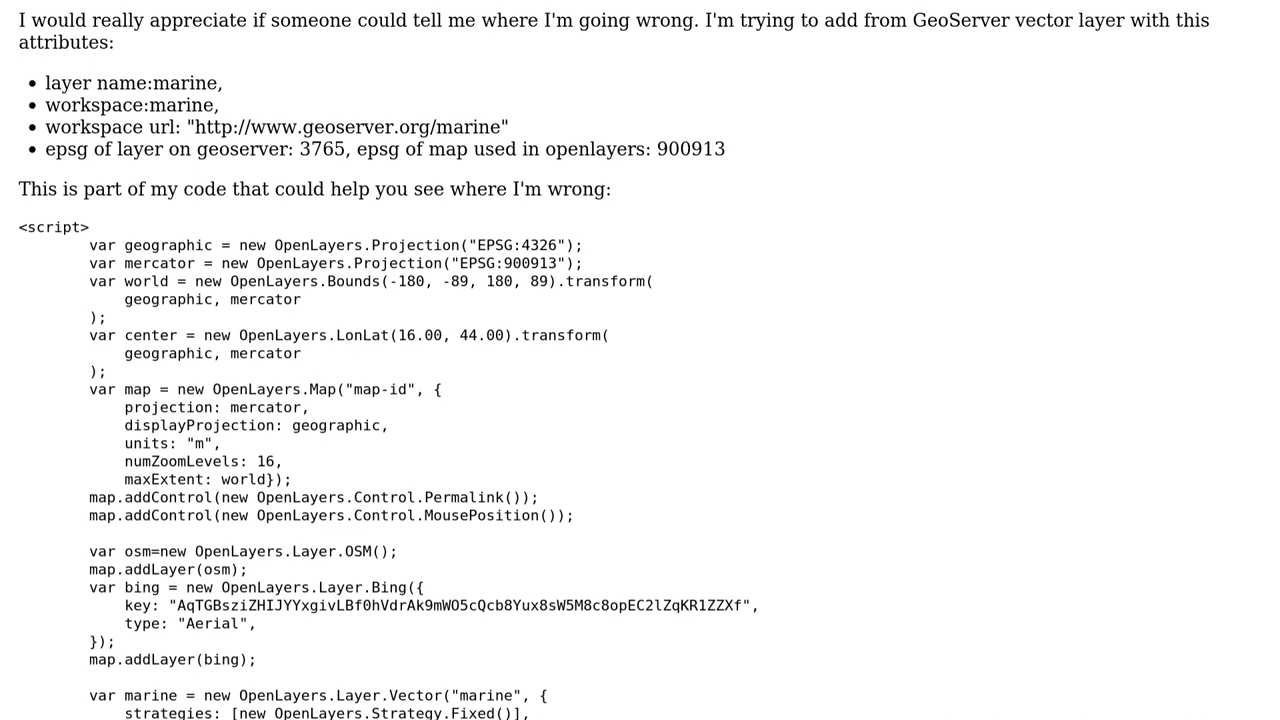 I would really appreciate if someone could tell me where I'm going wrong. I'm trying to add from GeoServer vector layer with this
attributes:
• layer name:marine,
• workspace:marine,
• workspace url: "http://www.geoserver.org/marine"
• epsg of layer on geoserver: 3765, epsg of map used in openlayers: 900913
This is part of my code that could help you see where I'm wrong:
<script>
        var geographic = new OpenLayers.Projection("EPSG:4326");
        var mercator = new OpenLayers.Projection("EPSG:900913");
        var world = new OpenLayers.Bounds(-180, -89, 180, 89).transform(
            geographic, mercator
        );
        var center = new OpenLayers.LonLat(16.00, 44.00).transform(
            geographic, mercator
        );
        var map = new OpenLayers.Map("map-id", {
            projection: mercator,
            displayProjection: geographic,
            units: "m",
            numZoomLevels: 16,
            maxExtent: world});
        map.addControl(new OpenLayers.Control.Permalink());
        map.addControl(new OpenLayers.Control.MousePosition());
        var osm=new OpenLayers.Layer.OSM();
        map.addLayer(osm);
        var bing = new OpenLayers.Layer.Bing({
            key: "AqTGBsziZHIJYYxgivLBf0hVdrAk9mWO5cQcb8Yux8sW5M8c8opEC2lZqKR1ZZXf",
            type: "Aerial",
        });
        map.addLayer(bing);
        var marine = new OpenLayers.Layer.Vector("marine", {
            strategies: [new OpenLayers.Strategy.Fixed()],